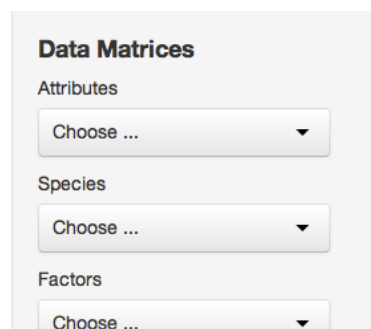 Data Matrices
Attributes
Choose ...
Species
Choose ...
Factors
Choose ...